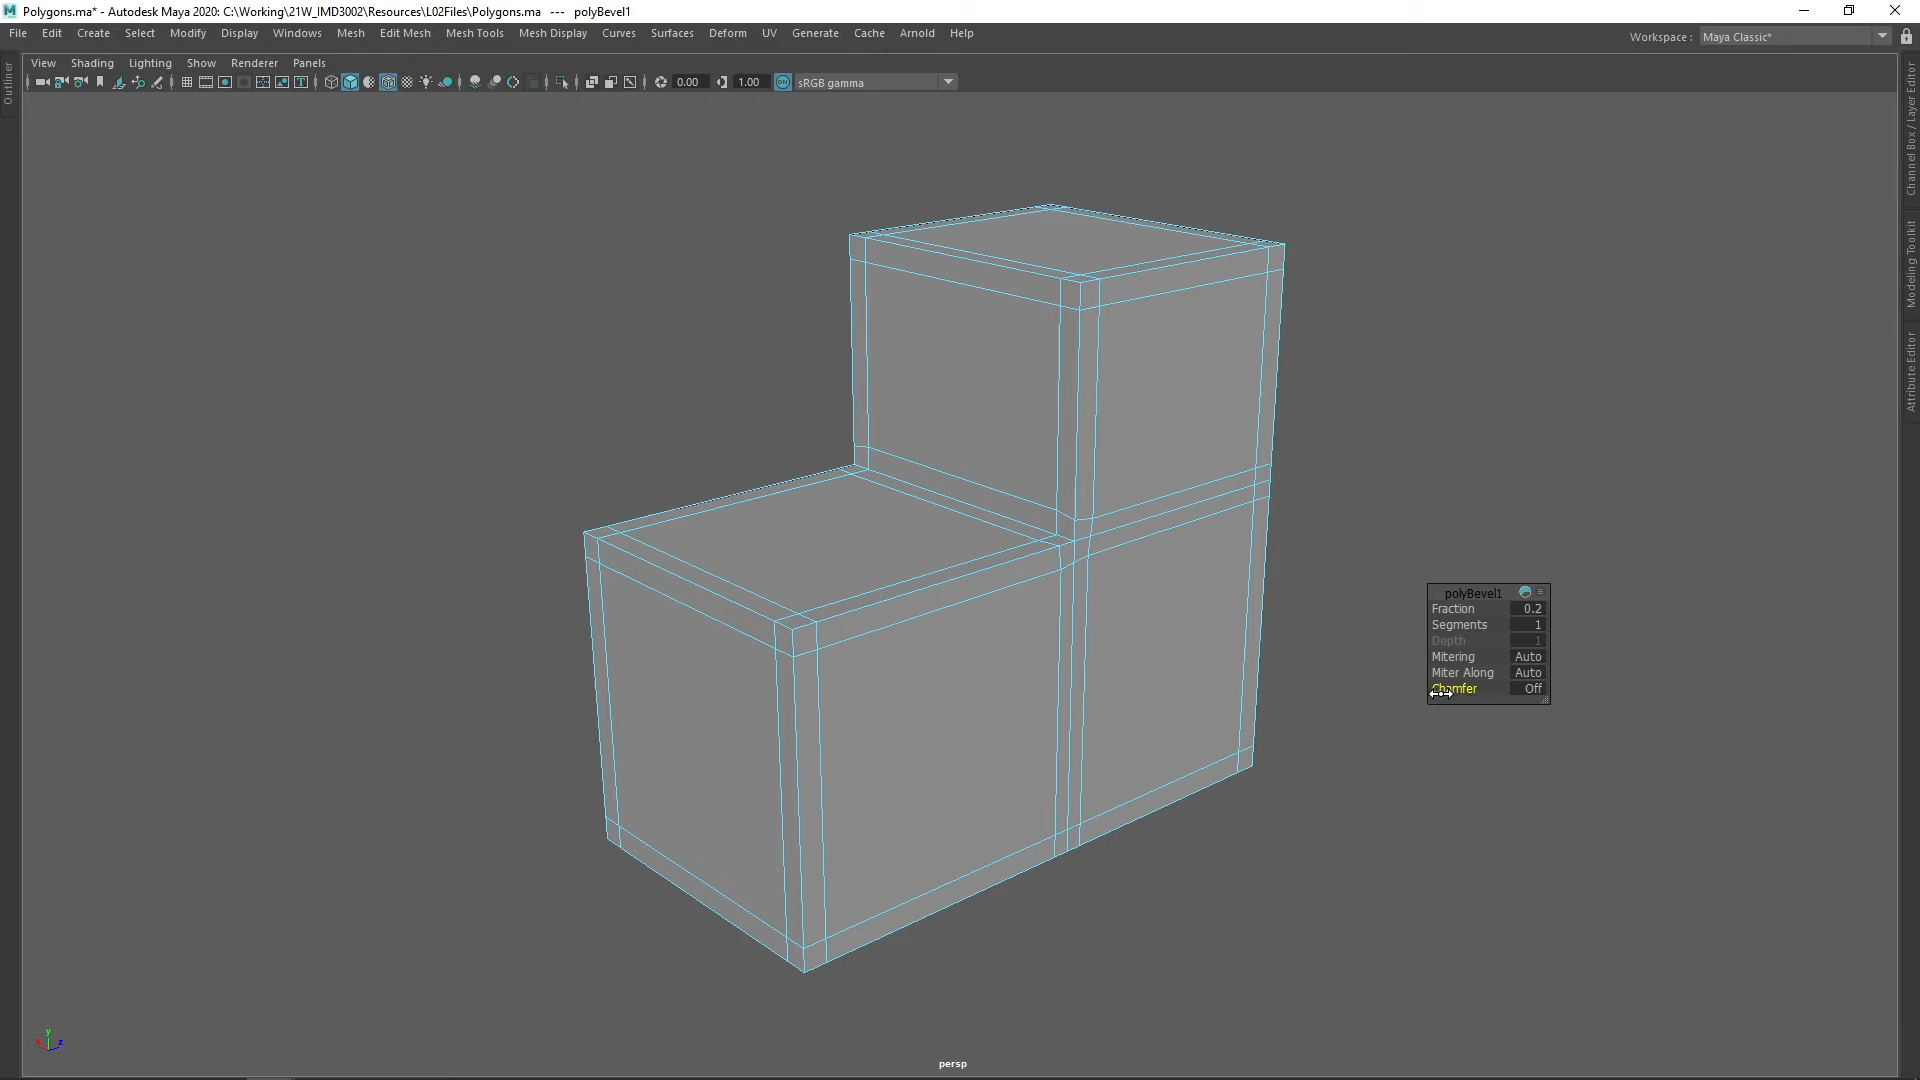 Polygons.ma* - Autodesk Maya 2020: C:\Working\21W_IMD3002\Resources\L02Files\Polygons.ma --- polyBevel1
File Edit Create Select Modify Display Windows Mesh Edit Mesh Mesh Tools Mesh Display Curves Surfaces Deform UV Generate Cache Arnold Help
Workspace : Maya Classic*
View Shading Lighting Show Renderer Panels
0.00 1.00 ON sRGB gamma
Outliner
Channel Box / Layer Editor
Modeling Toolkit
Attribute Editor
polyBevel1
Fraction 0.2
Segments 1
Depth 1
Mitering Auto
Miter Along Auto
Chamfer Off
y
x z
persp